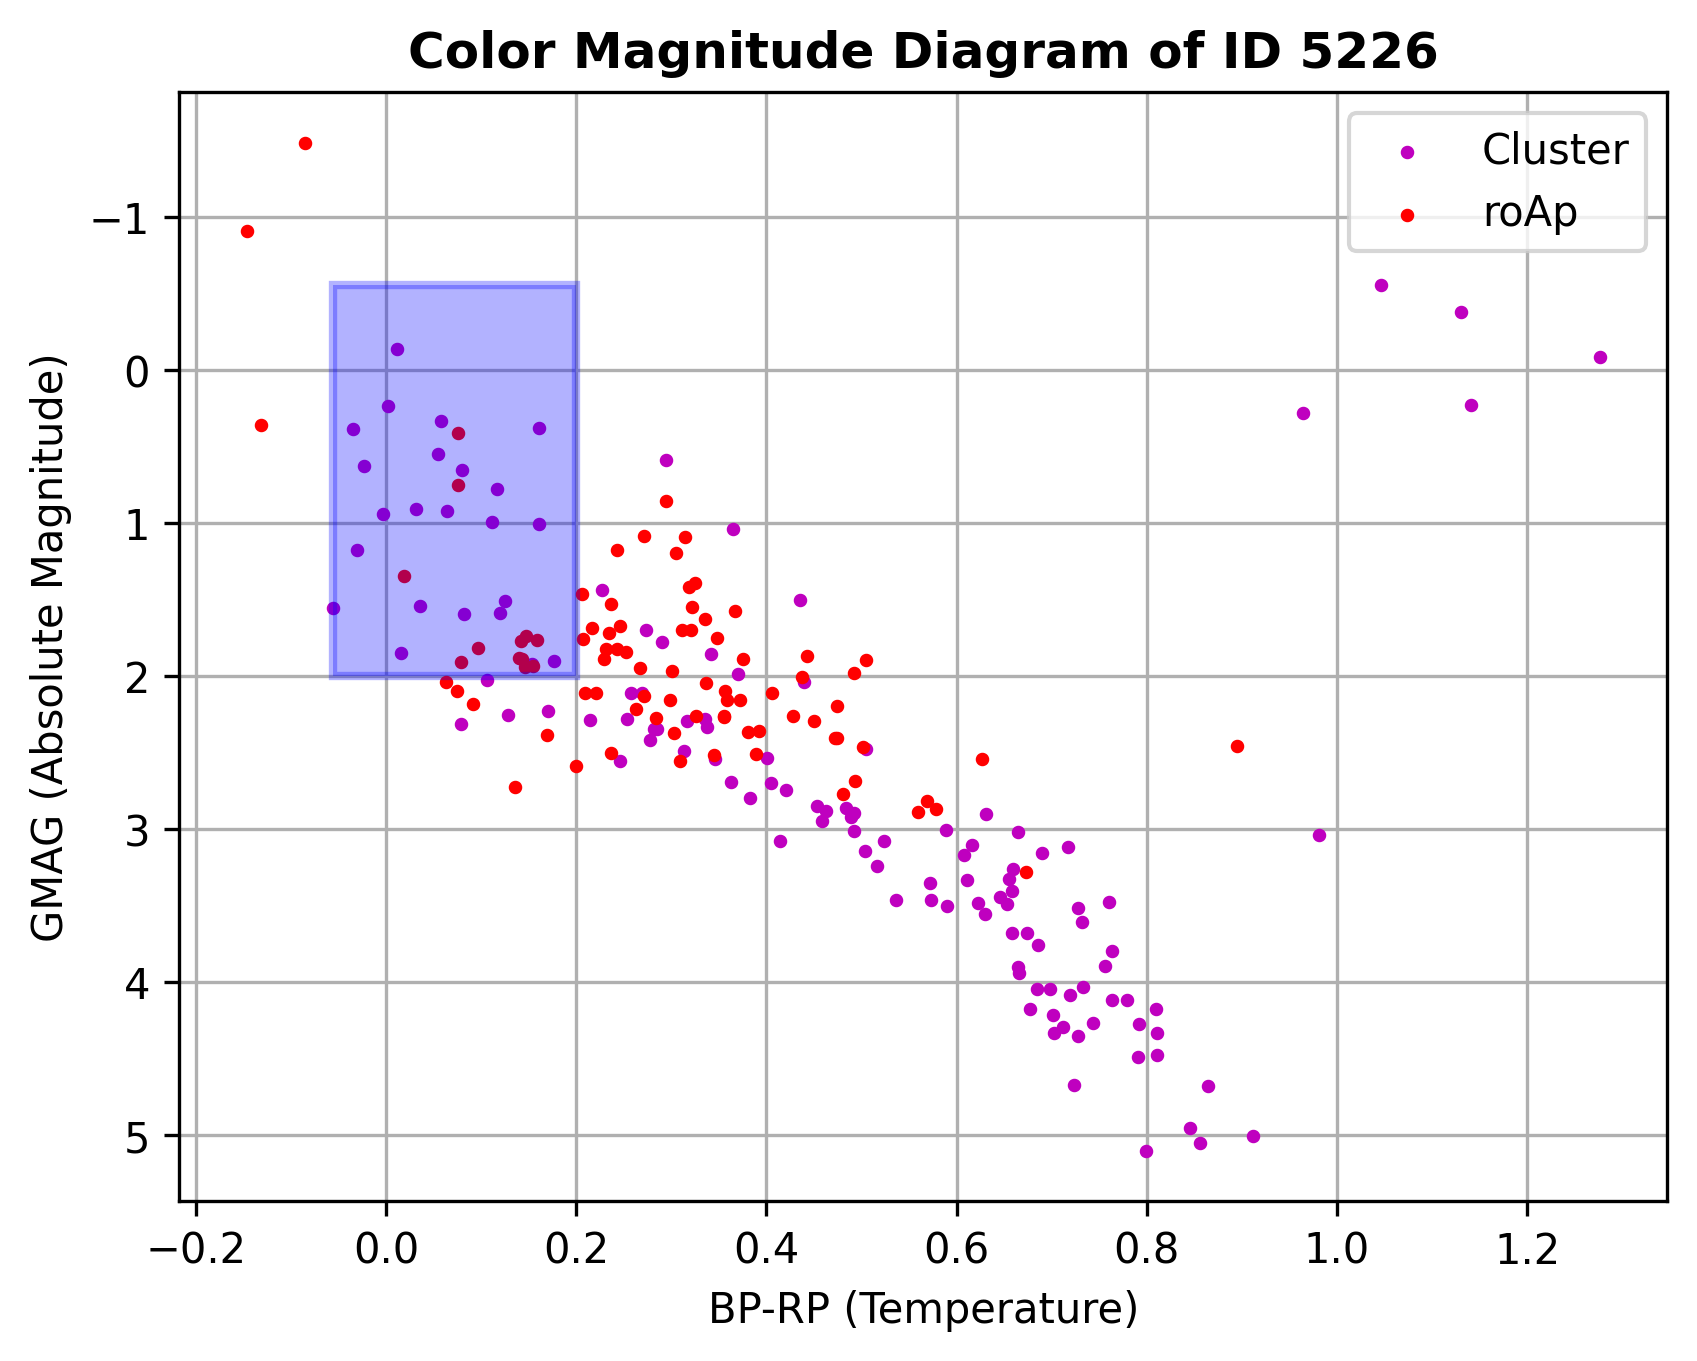 Color Magnitude Diagram of ID 5226
Cluster
roAp
GMAG (Absolute Magnitude)
−1
0
1
2
3
4
5
−0.2 0.0 0.2 0.4 0.6 0.8 1.0 1.2
BP-RP (Temperature)